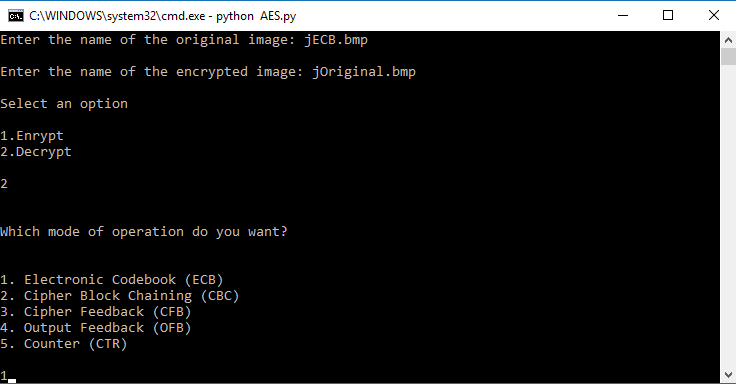 C:\WINDOWS\system32\cmd.exe - python  AES.py
Enter the name of the original image: jECB.bmp
Enter the name of the encrypted image: jOriginal.bmp
Select an option
1.Enrypt
2.Decrypt
2
Which mode of operation do you want?
1. Electronic Codebook (ECB)
2. Cipher Block Chaining (CBC)
3. Cipher Feedback (CFB)
4. Output Feedback (OFB)
5. Counter (CTR)
1